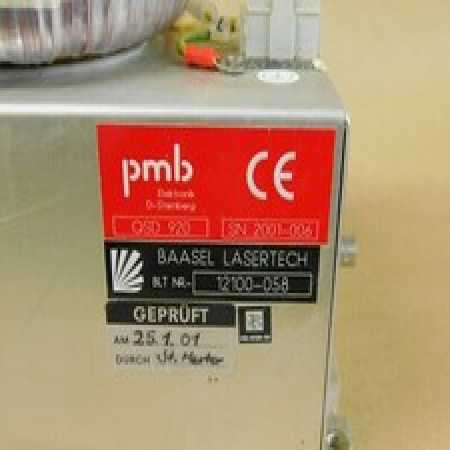 pmb
Elektronik
D-Starnberg
CE
QSD 920
SN 2001-006
BAASEL LASERTECH
BLT NR.-
12100-058
GEPRÜFT
AM 25.1.01
DURCH